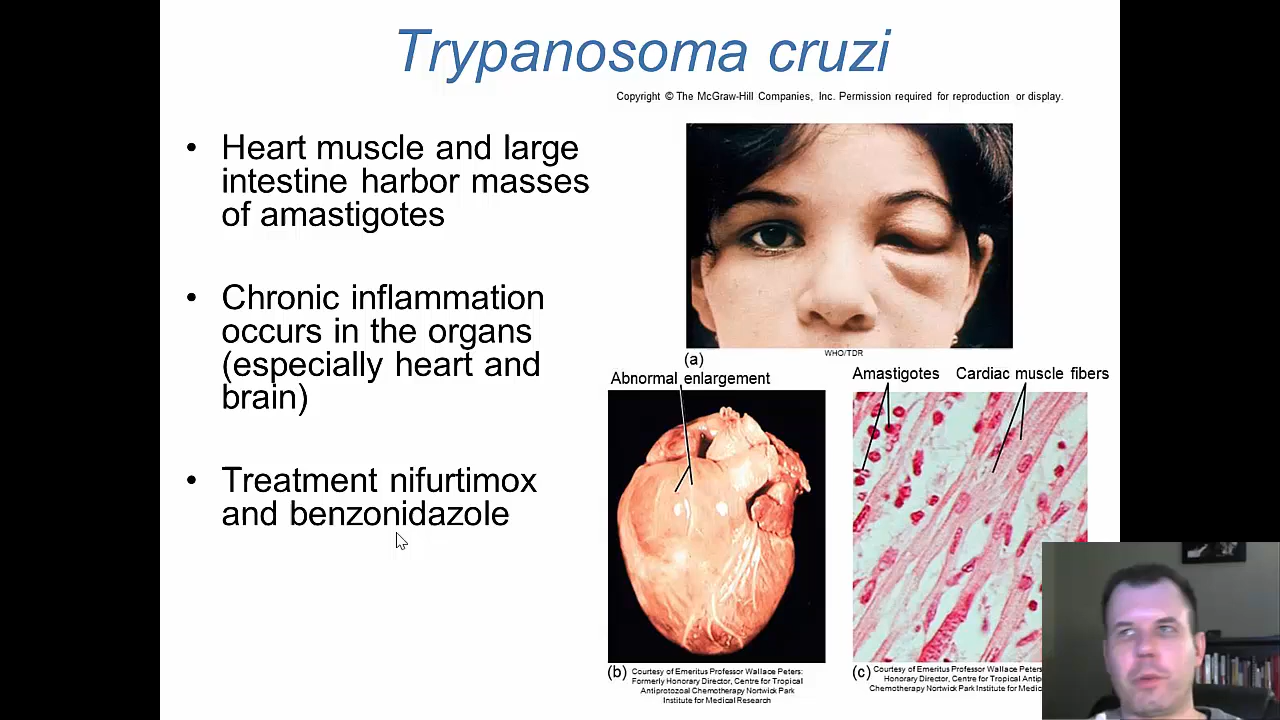 Trypanosoma cruzi
Copyright © The McGraw-Hill Companies, Inc. Permission required for reproduction or display.
• Heart muscle and large
intestine harbor masses
of amastigotes
• Chronic inflammation
occurs in the organs
(especially heart and
brain)
• Treatment nifurtimox
and benzonidazole
WHO/TDR
(a)
Abnormal enlargement
Amastigotes
Cardiac muscle fibers
(b)
Courtesy of Emeritus Professor Wallace Peters:
Formerly Honorary Director, Centre for Tropical
Antiprotozoal Chemotherapy Nortwick Park
Institute for Medical Research
(c)
Courtesy of Emeritus Professor Wallace Peters
Honorary Director, Centre for Tropical
Chemotherapy Nortwick Park Institute for